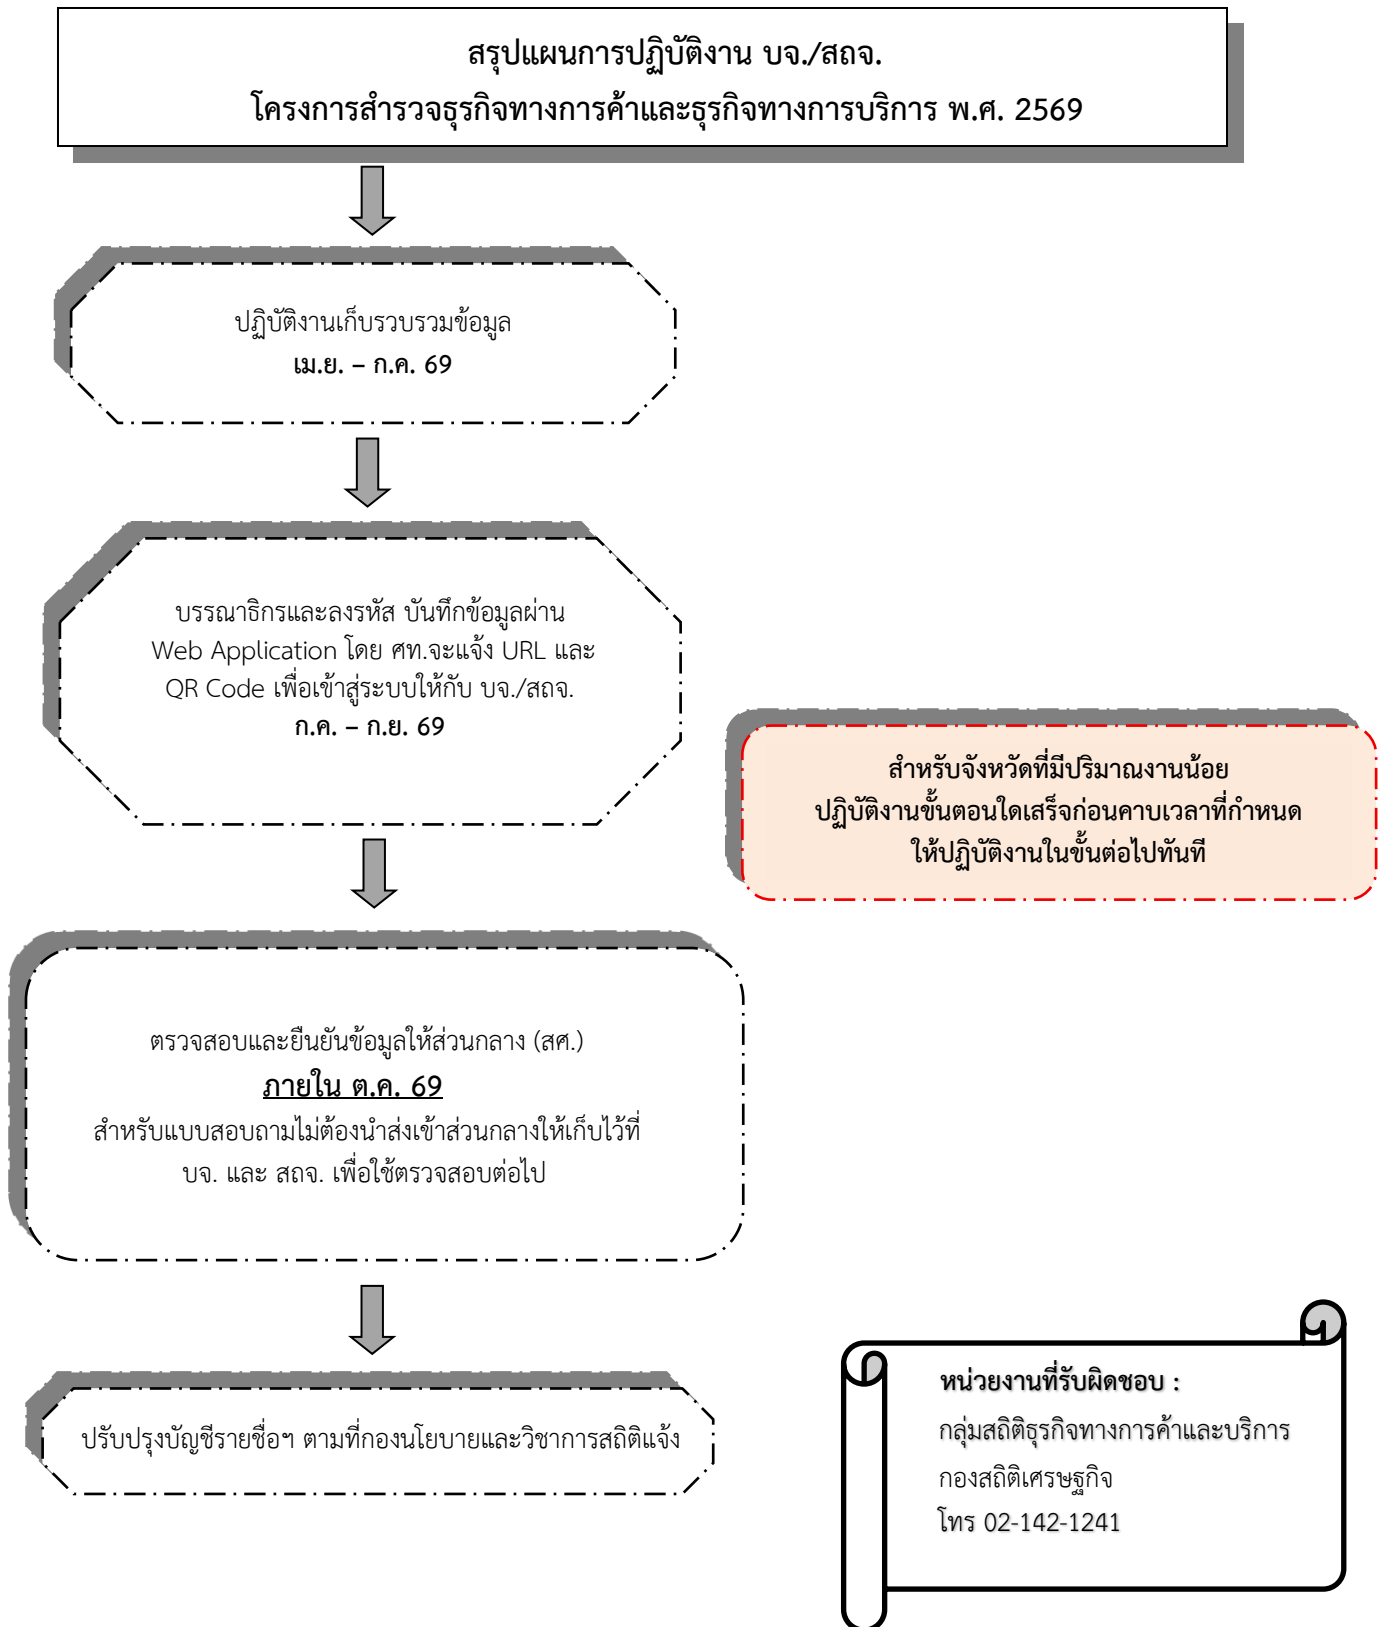 สรุปแผนการปฏิบัติงาน บจ./สถจ.
โครงการสำรวจธุรกิจทางการค้าและธุรกิจทางการบริการ พ.ศ. 2569
ปฏิบัติงานเก็บรวบรวมข้อมูล
เม.ย. – ก.ค. 69
บรรณาธิกรและลงรหัส บันทึกข้อมูลผ่าน
Web Application โดย ศท.จะแจ้ง URL และ
QR Code เพื่อเข้าสู่ระบบให้กับ บจ./สถจ.
ก.ค. – ก.ย. 69
สำหรับจังหวัดที่มีปริมาณงานน้อย
ปฏิบัติงานขั้นตอนใดเสร็จก่อนคาบเวลาที่กำหนด
ให้ปฏิบัติงานในขั้นต่อไปทันที
ตรวจสอบและยืนยันข้อมูลให้ส่วนกลาง (สศ.)
ภายใน ต.ค. 69
สำหรับแบบสอบถามไม่ต้องนำส่งเข้าส่วนกลางให้เก็บไว้ที่
บจ. และ สถจ. เพื่อใช้ตรวจสอบต่อไป
ปรับปรุงบัญชีรายชื่อฯ ตามที่กองนโยบายและวิชาการสถิติแจ้ง
หน่วยงานที่รับผิดชอบ :
กลุ่มสถิติธุรกิจทางการค้าและบริการ
กองสถิติเศรษฐกิจ
โทร 02-142-1241